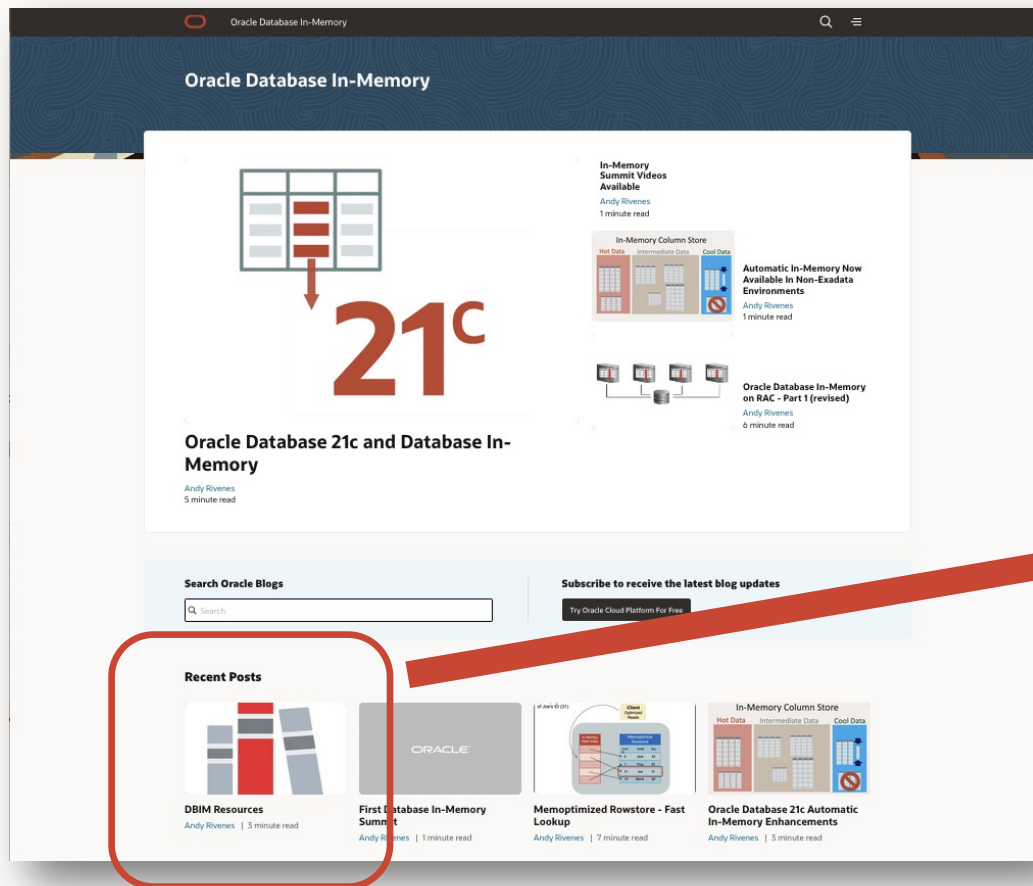 Oracle Database In-Memory
Oracle Database In-Memory
21c
Oracle Database 21c and Database In-
Memory
Andy Rivenes
5 minute read
In-Memory
Summit Videos
Available
Andy Rivenes
1 minute read
In-Memory Column Store
Hot Data Intermediate Data Cool Data
Automatic In-Memory Now
Available In Non-Exadata
Environments
Andy Rivenes
1 minute read
Oracle Database In-Memory
on RAC - Part 1 (revised)
Andy Rivenes
6 minute read
Search Oracle Blogs
Search
Subscribe to receive the latest blog updates
Try Oracle Cloud Platform For Free
Recent Posts
DBIM Resources
Andy Rivenes | 3 minute read
ORACLE
First Database In-Memory
Summit
Andy Rivenes | 1 minute read
of Joe's ID (31)
Client
Memoptimized Rowstore - Fast
Lookup
Andy Rivenes | 7 minute read
In-Memory Column Store
Hot Data Intermediate Data Cool Data
Oracle Database 21c Automatic
In-Memory Enhancements
Andy Rivenes | 3 minute read